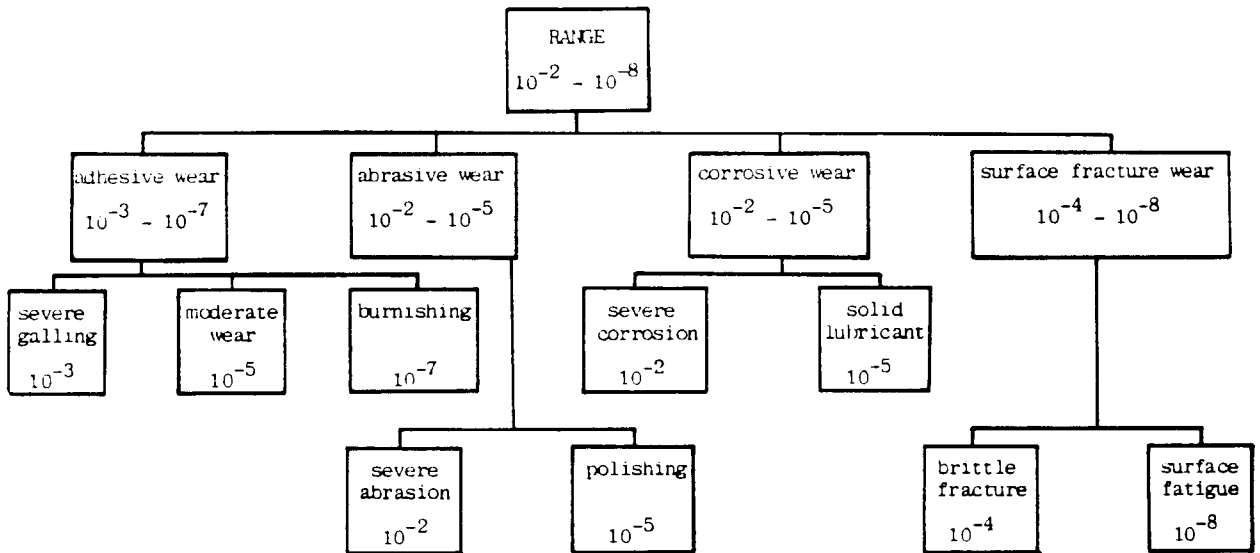 RANGE
10⁻² - 10⁻⁸
adhesive wear
10⁻³ - 10⁻⁷
abrasive wear
10⁻² - 10⁻⁵
corrosive wear
10⁻² - 10⁻⁵
surface fracture wear
10⁻⁴ - 10⁻⁸
severe
galling
10⁻³
moderate
wear
10⁻⁵
burnishing
10⁻⁷
severe
corrosion
10⁻²
solid
lubricant
10⁻⁵
severe
abrasion
10⁻²
polishing
10⁻⁵
brittle
fracture
10⁻⁴
surface
fatigue
10⁻⁸